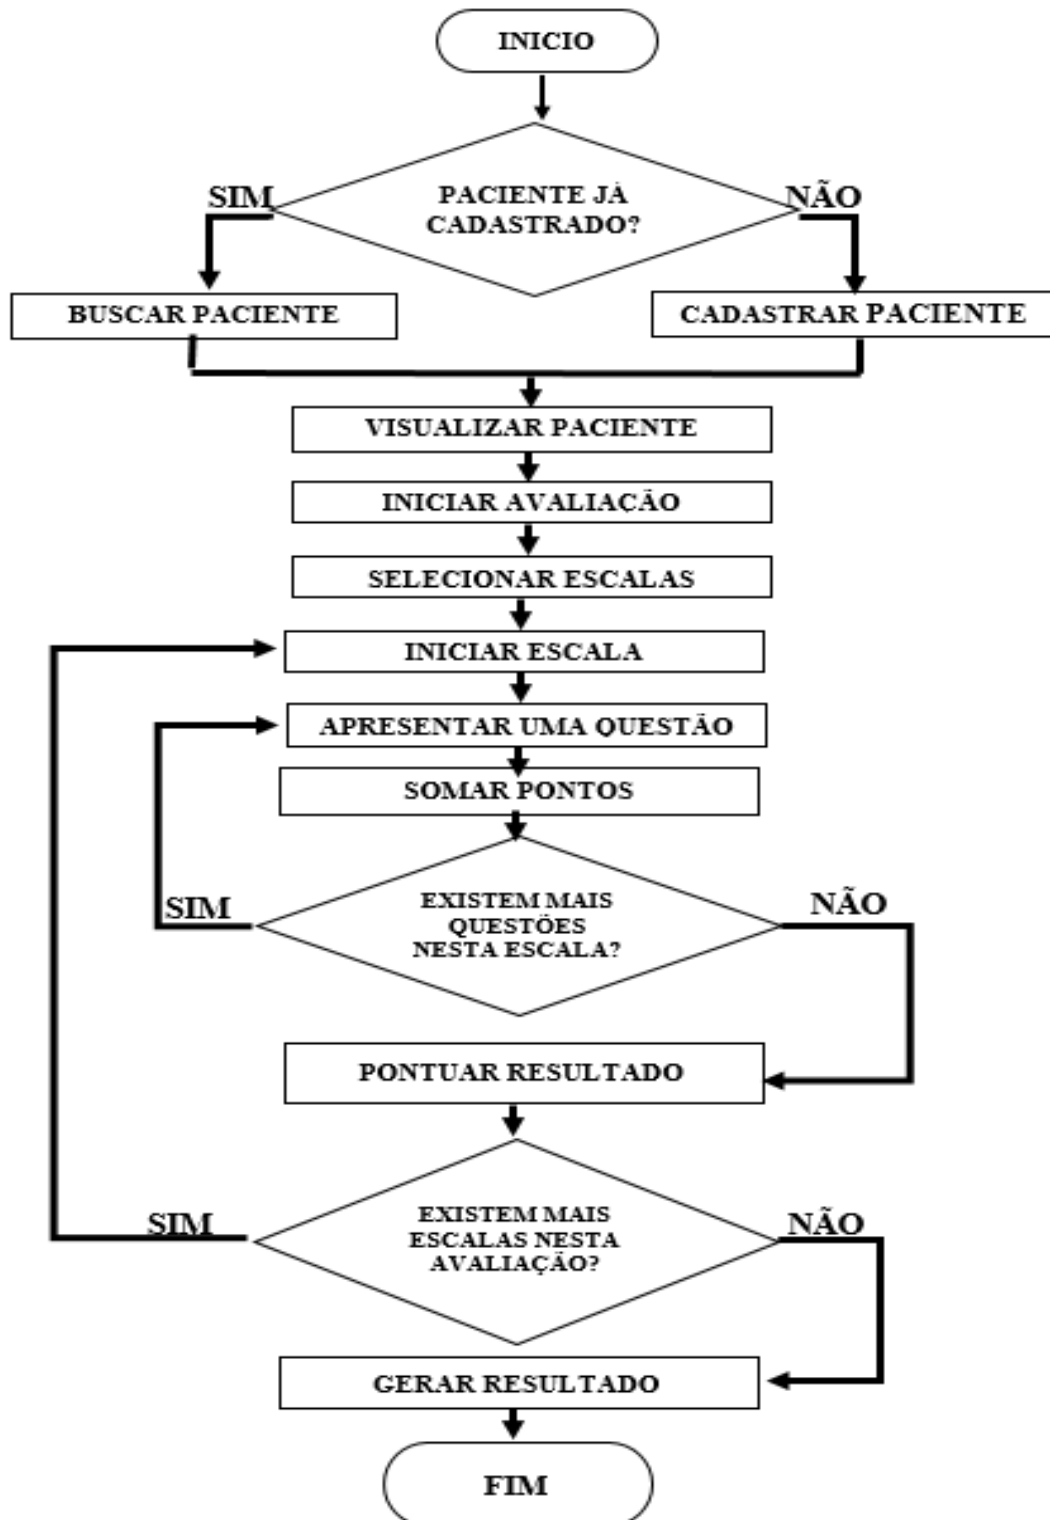 INICIO
PACIENTE JÁ
CADASTRADO?
SIM
NÃO
BUSCAR PACIENTE
CADASTRAR PACIENTE
VISUALIZAR PACIENTE
INICIAR AVALIAÇÃO
SELECIONAR ESCALAS
INICIAR ESCALA
APRESENTAR UMA QUESTÃO
SOMAR PONTOS
EXISTEM MAIS
QUESTÕES
NESTA ESCALA?
SIM
NÃO
PONTUAR RESULTADO
EXISTEM MAIS
ESCALAS NESTA
AVALIAÇÃO?
SIM
NÃO
GERAR RESULTADO
FIM